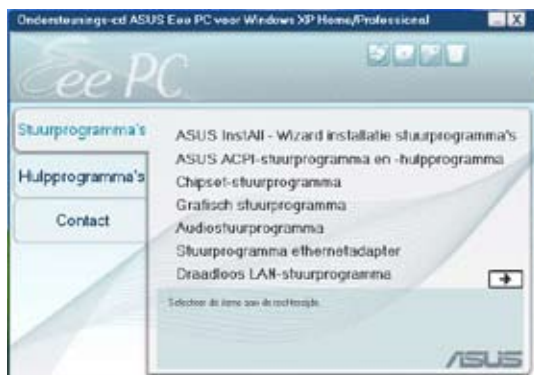 Ondersteunings-cd ASUS Eee PC voor Windows XP Home/Professional
Eee PC
Stuurprogramma's
Hulpprogramma's
Contact
ASUS InstAll - Wizard installatie stuurprogramma's
ASUS ACPI-stuurprogramma en -hulpprogramma
Chipset-stuurprogramma
Grafisch stuurprogramma
Audiostuurprogramma
Stuurprogramma ethernetadapter
Draadloos LAN-stuurprogramma
Selecteer de items aan de rechterzijde.
ASUS